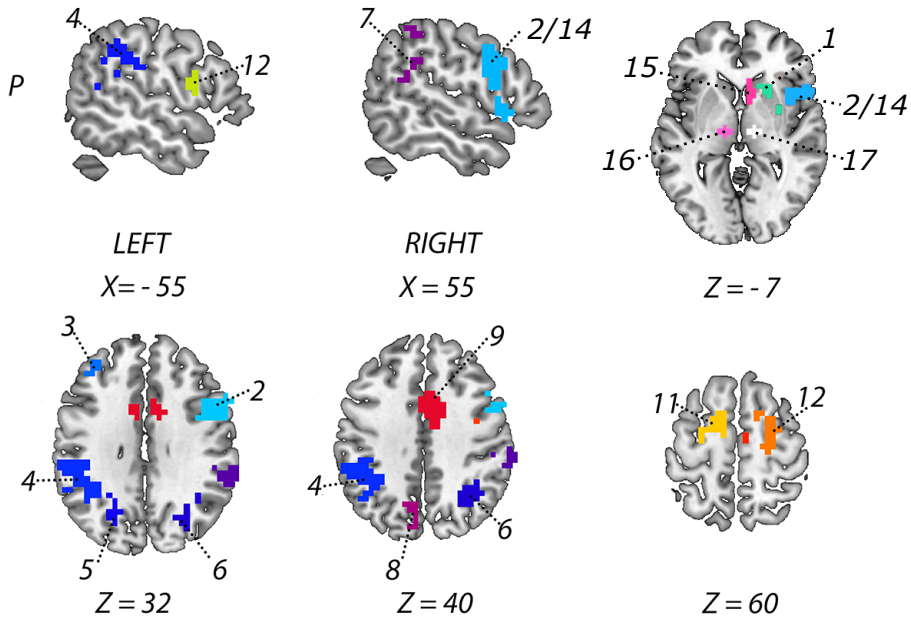 4
12
7
2/14
1
15
2/14
16
17
P
LEFT
X= - 55
RIGHT
X = 55
Z = - 7
3
2
4
5
6
Z = 32
9
4
6
8
Z = 40
11
12
Z = 60